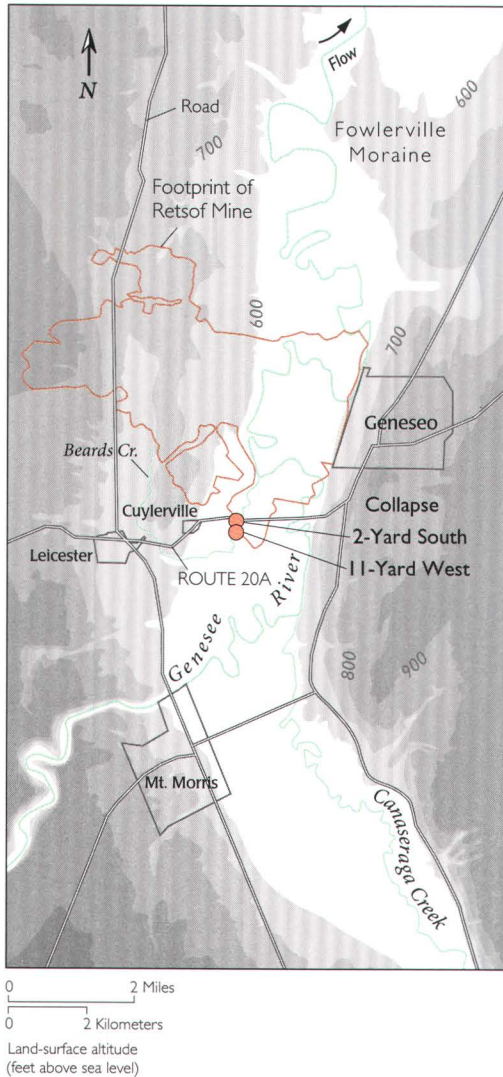 Flow
600
N
Road
Fowlerville
Moraine
700
Footprint of
Retsof Mine
600
700
Geneseo
Beards Cr.
Cuylerville
Collapse
2-Yard South
Leicester
11-Yard West
ROUTE 20A
Genesee
River
800
900
Mt. Morris
Canaseraga Creek
0 2 Miles
0 2 Kilometers
Land-surface altitude
(feet above sea level)